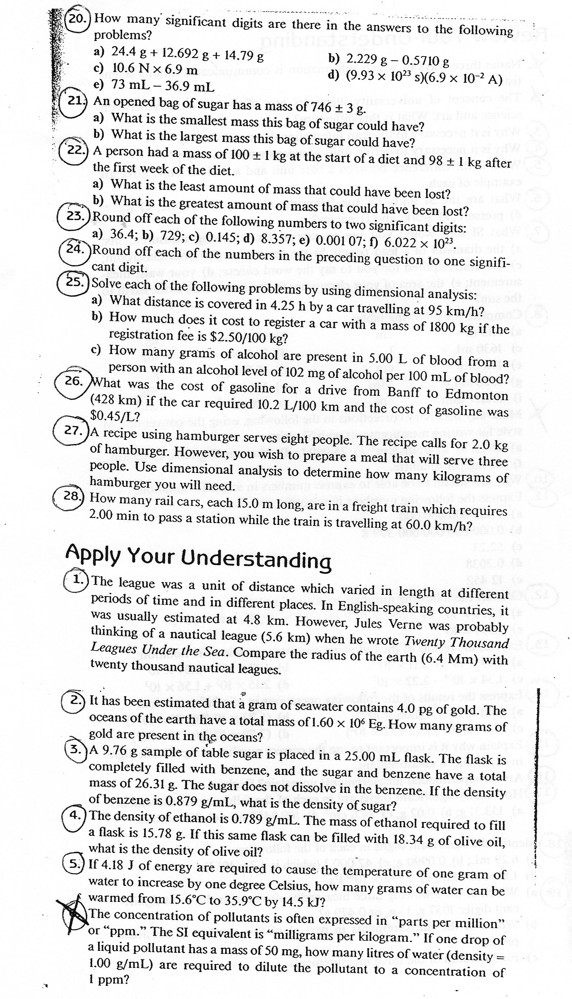 20. How many significant digits are there in the answers to the following
problems?
a) 24.4 g + 12.692 g + 14.79 g b) 2.229 g – 0.5710 g
c) 10.6 N × 6.9 m d) (9.93 × 10²³ s)(6.9 × 10⁻² A)
e) 73 mL – 36.9 mL
21. An opened bag of sugar has a mass of 746 ± 3 g.
a) What is the smallest mass this bag of sugar could have?
b) What is the largest mass this bag of sugar could have?
22. A person had a mass of 100 ± 1 kg at the start of a diet and 98 ± 1 kg after
the first week of the diet.
a) What is the least amount of mass that could have been lost?
b) What is the greatest amount of mass that could have been lost?
23. Round off each of the following numbers to two significant digits:
a) 36.4; b) 729; c) 0.145; d) 8.357; e) 0.001 07; f) 6.022 × 10²³.
24. Round off each of the numbers in the preceding question to one signifi-
cant digit.
25. Solve each of the following problems by using dimensional analysis:
a) What distance is covered in 4.25 h by a car travelling at 95 km/h?
b) How much does it cost to register a car with a mass of 1800 kg if the
registration fee is $2.50/100 kg?
c) How many grams of alcohol are present in 5.00 L of blood from a
person with an alcohol level of 102 mg of alcohol per 100 mL of blood?
26. What was the cost of gasoline for a drive from Banff to Edmonton
(428 km) if the car required 10.2 L/100 km and the cost of gasoline was
$0.45/L?
27. A recipe using hamburger serves eight people. The recipe calls for 2.0 kg
of hamburger. However, you wish to prepare a meal that will serve three
people. Use dimensional analysis to determine how many kilograms of
hamburger you will need.
28. How many rail cars, each 15.0 m long, are in a freight train which requires
2.00 min to pass a station while the train is travelling at 60.0 km/h?
Apply Your Understanding
1. The league was a unit of distance which varied in length at different
periods of time and in different places. In English-speaking countries, it
was usually estimated at 4.8 km. However, Jules Verne was probably
thinking of a nautical league (5.6 km) when he wrote Twenty Thousand
Leagues Under the Sea. Compare the radius of the earth (6.4 Mm) with
twenty thousand nautical leagues.
2. It has been estimated that a gram of seawater contains 4.0 pg of gold. The
oceans of the earth have a total mass of 1.60 × 10⁶ Eg. How many grams of
gold are present in the oceans?
3. A 9.76 g sample of table sugar is placed in a 25.00 mL flask. The flask is
completely filled with benzene, and the sugar and benzene have a total
mass of 26.31 g. The sugar does not dissolve in the benzene. If the density
of benzene is 0.879 g/mL, what is the density of sugar?
4. The density of ethanol is 0.789 g/mL. The mass of ethanol required to fill
a flask is 15.78 g. If this same flask can be filled with 18.34 g of olive oil,
what is the density of olive oil?
5. If 4.18 J of energy are required to cause the temperature of one gram of
water to increase by one degree Celsius, how many grams of water can be
warmed from 15.6°C to 35.9°C by 14.5 kJ?
The concentration of pollutants is often expressed in “parts per million”
or “ppm.” The SI equivalent is “milligrams per kilogram.” If one drop of
a liquid pollutant has a mass of 50 mg, how many litres of water (density =
1.00 g/mL) are required to dilute the pollutant to a concentration of
1 ppm?